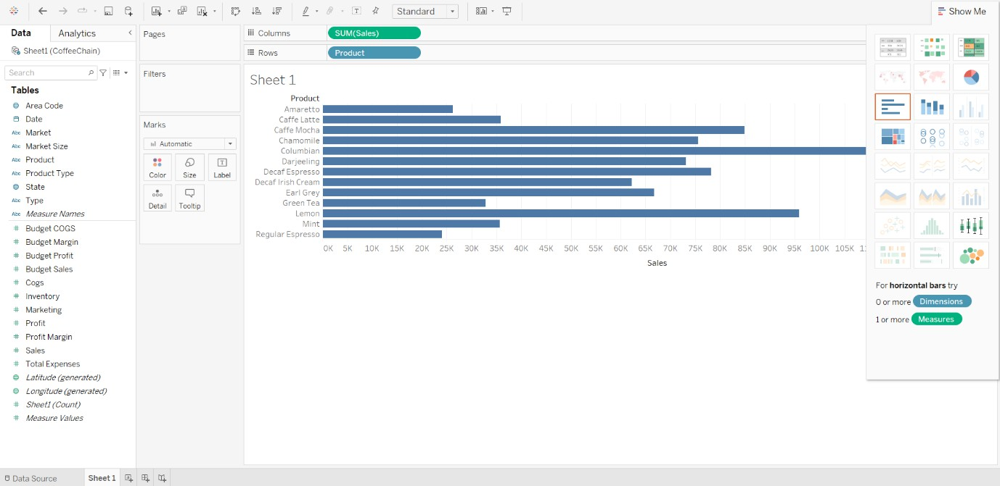 Standard
Show Me
Data
Analytics
Sheet1 (CoffeeChain)
Search
Tables
Area Code
Date
Abc Market
Abc Market Size
Abc Product
Abc Product Type
State
Abc Type
Abc Measure Names
# Budget COGS
# Budget Margin
# Budget Profit
# Budget Sales
# Cogs
# Inventory
# Marketing
# Profit
# Profit Margin
# Sales
# Total Expenses
Latitude (generated)
Longitude (generated)
# Sheet1 (Count)
# Measure Values
Pages
Filters
Marks
Automatic
Color
Size
T
Label
Detail
Tooltip
Columns
SUM(Sales)
Rows
Product
Sheet 1
Product
Amaretto
Caffe Latte
Caffe Mocha
Chamomile
Columbian
Darjeeling
Decaf Espresso
Decaf Irish Cream
Earl Grey
Green Tea
Lemon
Mint
Regular Espresso
0K 5K 10K 15K 20K 25K 30K 35K 40K 45K 50K 55K 60K 65K 70K 75K 80K 85K 90K 95K 100K 105K
Sales
For horizontal bars try
0 or more Dimensions
1 or more Measures
Data Source
Sheet 1